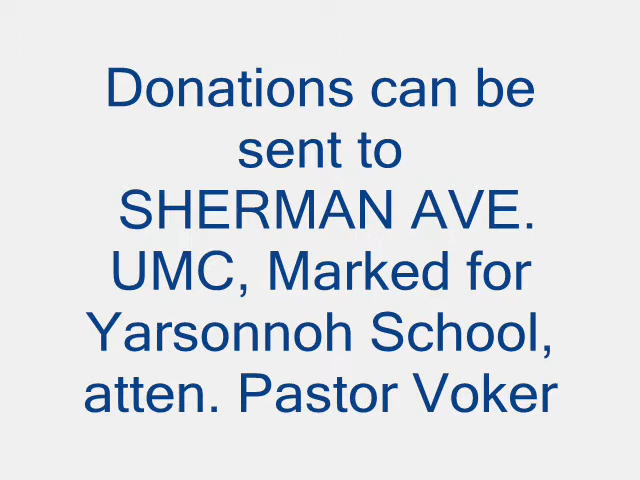 Donations can be
sent to
SHERMAN AVE.
UMC, Marked for
Yarsonnoh School,
atten. Pastor Voker